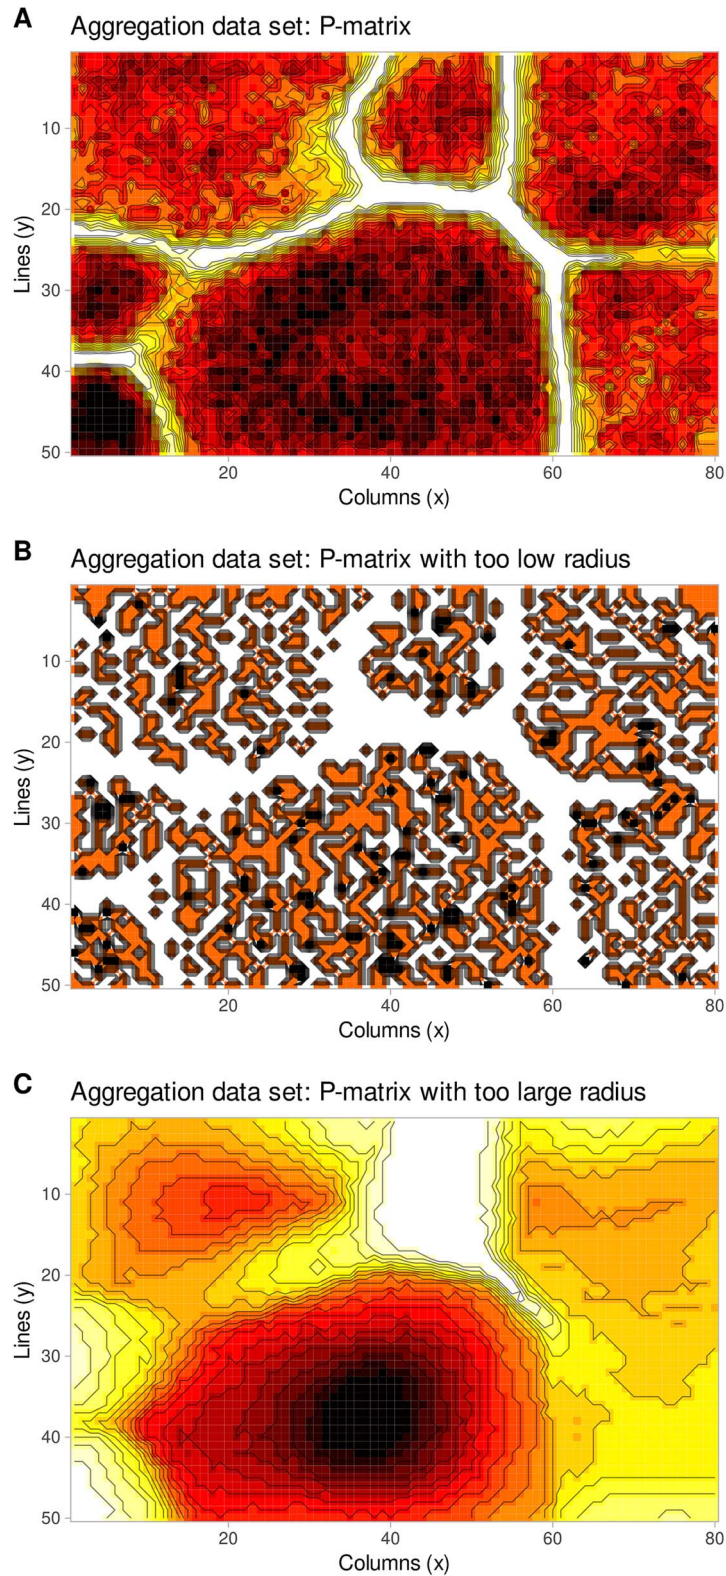 A
Aggregation data set: P-matrix
Lines (y)
10
20
30
40
50
20
40
60
80
Columns (x)
B
Aggregation data set: P-matrix with too low radius
Lines (y)
10
20
30
40
50
20
40
60
80
Columns (x)
C
Aggregation data set: P-matrix with too large radius
Lines (y)
10
20
30
40
50
20
40
60
80
Columns (x)